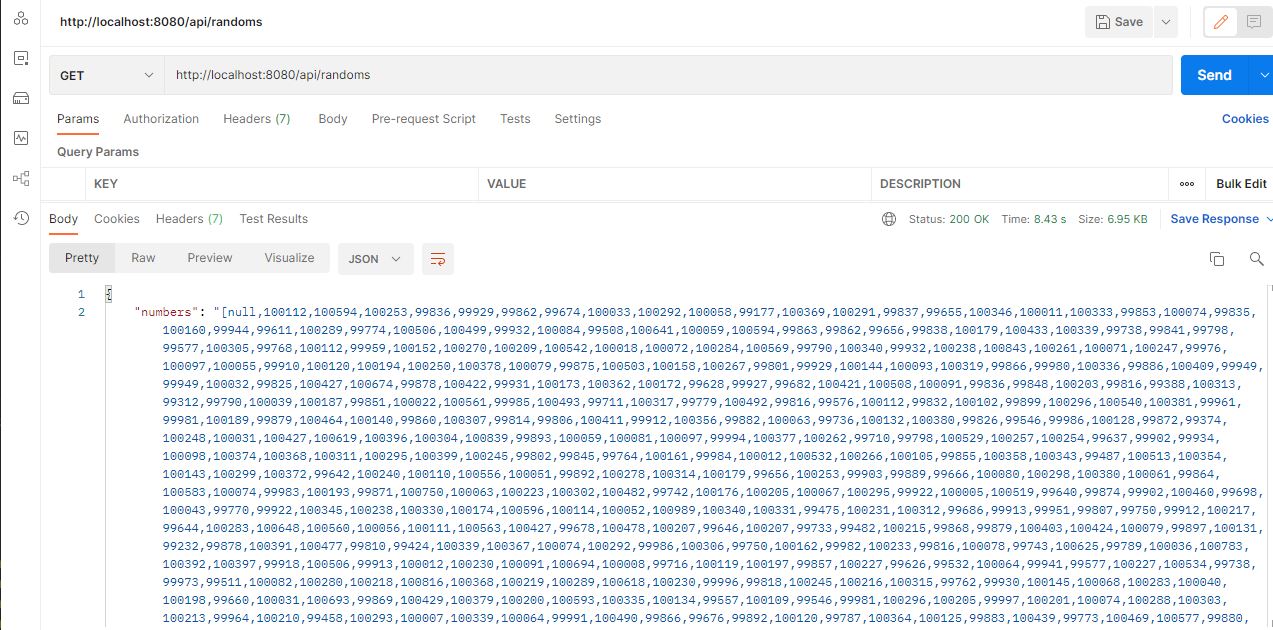 http://localhost:8080/api/randoms
Save
GET
http://localhost:8080/api/randoms
Send
Params Authorization Headers (7) Body Pre-request Script Tests Settings Cookies
Query Params
KEY VALUE DESCRIPTION Bulk Edit
Body Cookies Headers (7) Test Results Status: 200 OK Time: 8.43 s Size: 6.95 KB Save Response
Pretty Raw Preview Visualize JSON
1 {
2 "numbers": "[null,100112,100594,100253,99836,99929,99862,99674,100033,100292,100058,99177,100369,100291,99837,99655,100346,100011,100333,99853,100074,99835,
100160,99944,99611,100289,99774,100506,100499,99932,100084,99508,100641,100059,100594,99863,99862,99656,99838,100179,100433,100339,99738,99841,99798,
99577,100305,99768,100112,99959,100152,100270,100209,100542,100018,100072,100284,100569,99790,100340,99932,100238,100843,100261,100071,100247,99976,
100097,100055,99910,100120,100194,100250,100378,100079,99875,100503,100158,100267,99801,99929,100144,100093,100319,99866,99980,100336,99886,100409,99949,
99949,100032,99825,100427,100674,99878,100422,99931,100173,100362,100172,99628,99927,99682,100421,100508,100091,99836,99848,100203,99816,99388,100313,
99312,99790,100039,100187,99851,100022,100561,99985,100493,99711,100317,99779,100492,99816,99576,100112,99832,100102,99899,100296,100540,100381,99961,
99981,100189,99879,100464,100140,99860,100307,99814,99806,100411,99912,100356,99882,100063,99736,100132,100380,99826,99546,99986,100128,99872,99374,
100248,100031,100427,100619,100396,100304,100839,99893,100059,100081,100097,99994,100377,100262,99710,99798,100529,100257,100254,99637,99902,99934,
100098,100374,100368,100311,100295,100399,100245,99802,99845,99764,100161,99984,100012,100532,100266,100105,99855,100358,100343,99487,100513,100354,
100143,100299,100372,99642,100240,100110,100556,100051,99892,100278,100314,100179,99656,100253,99903,99889,99666,100080,100298,100380,100061,99864,
100583,100074,99983,100193,99871,100750,100063,100223,100302,100482,99742,100176,100205,100067,100295,99922,100005,100519,99640,99874,99902,100460,99698,
100043,99770,99922,100345,100238,100330,100174,100596,100114,100052,100989,100340,100331,99475,100231,100312,99686,99913,99951,99807,99750,99912,100217,
99644,100283,100648,100560,100056,100111,100563,100427,99678,100478,100207,99646,100207,99733,99482,100215,99868,99879,100403,100424,100079,99897,100131,
99232,99878,100391,100477,99810,99424,100339,100367,100074,100292,99986,100306,99750,100162,99982,100233,99816,100078,99743,100625,99789,100036,100783,
100392,100397,99918,100506,99913,100012,100230,100091,100694,100008,99716,100119,100197,99857,100227,99626,99532,100064,99941,99577,100227,100534,99738,
99973,99511,100082,100280,100218,100816,100368,100219,100289,100618,100230,99996,99818,100245,100216,100315,99762,99930,100145,100068,100283,100040,
100198,99660,100031,100693,99869,100429,100379,100200,100593,100335,100134,99557,100109,99546,99981,100296,100205,99997,100201,100074,100288,100303,
100213,99964,100210,99458,100293,100007,100339,100064,99991,100490,99866,99676,99892,100120,99787,100364,100125,99883,100439,99773,100469,100577,99880,